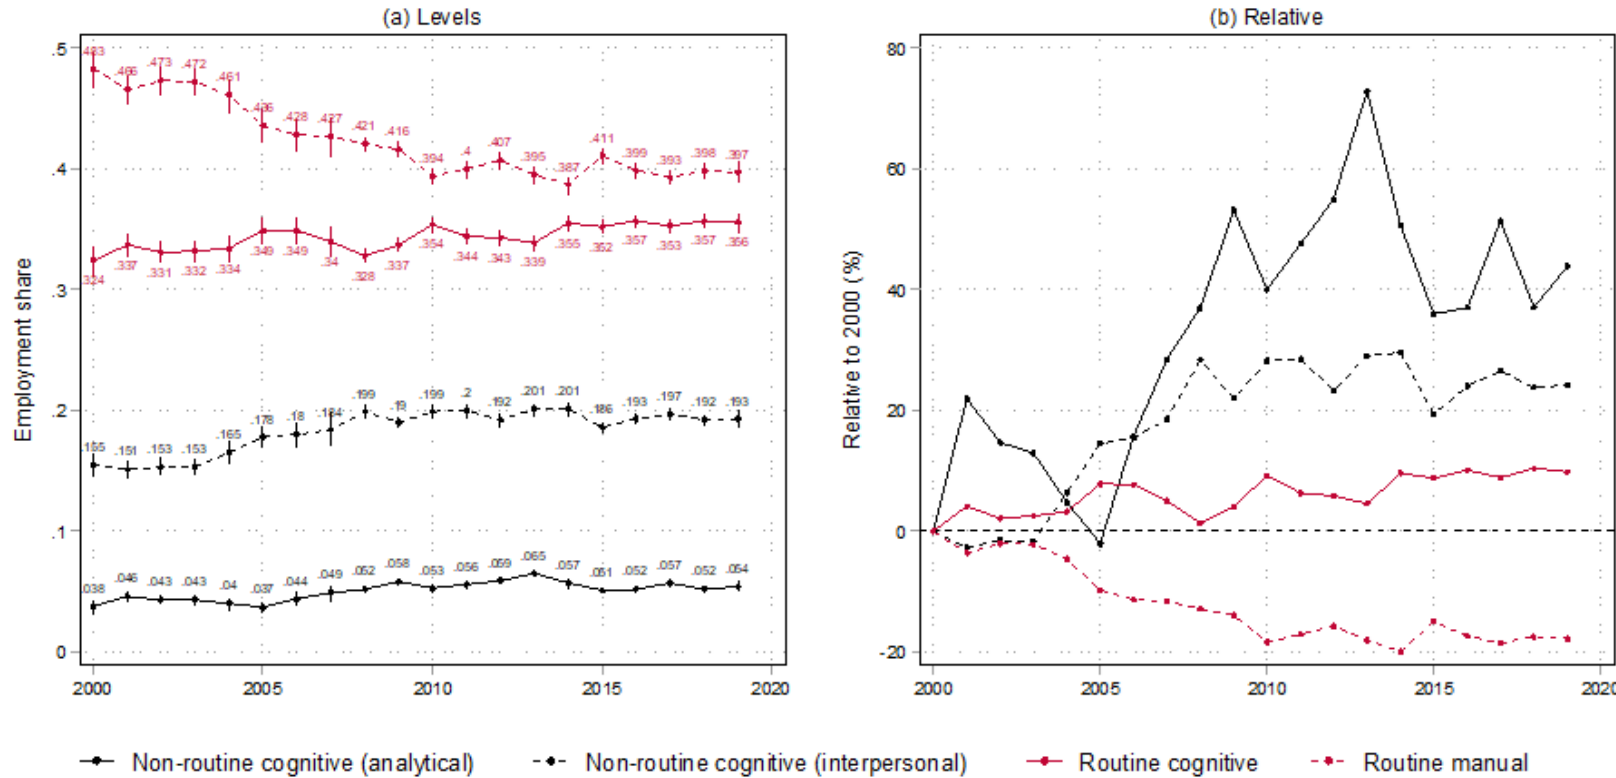 (a) Levels
(b) Relative
Employment share
.5
.4
.3
.2
.1
0
.483 .466 .473 .472 .461 .436 .428 .427 .421 .416 .394 .4 .407 .395 .387 .411 .399 .393 .398 .397
.324 .337 .331 .332 .334 .349 .349 .34 .328 .337 .354 .344 .343 .339 .355 .352 .357 .353 .357 .356
.155 .151 .153 .153 .165 .178 .18 .184 .199 .19 .199 .2 .192 .201 .201 .186 .193 .197 .192 .193
.038 .046 .043 .043 .04 .037 .044 .049 .052 .058 .053 .056 .059 .065 .057 .051 .052 .057 .052 .054
2000 2005 2010 2015 2020
Relative to 2000 (%)
80
60
40
20
0
-20
2000 2005 2010 2015 2020
Non-routine cognitive (analytical) Non-routine cognitive (interpersonal) Routine cognitive Routine manual